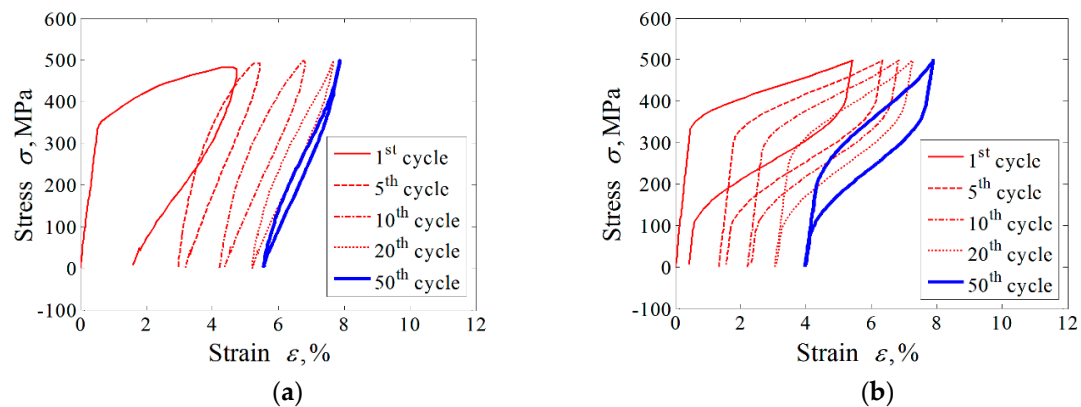 600
500
400
300
200
100
0
-100
Stress σ, MPa
0 2 4 6 8 10 12
Strain ε, %
1st cycle
5th cycle
10th cycle
20th cycle
50th cycle
(a)
600
500
400
300
200
100
0
-100
Stress σ, MPa
0 2 4 6 8 10 12
Strain ε, %
1st cycle
5th cycle
10th cycle
20th cycle
50th cycle
(b)